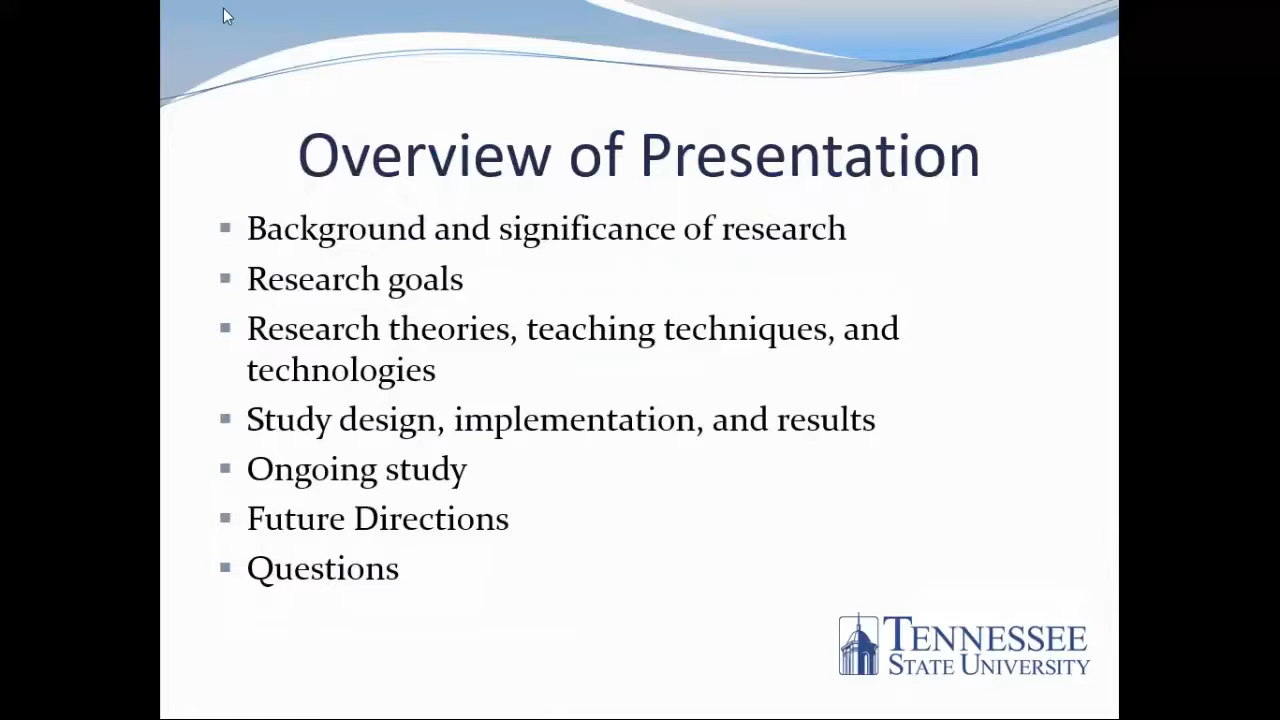 Overview of Presentation
Background and significance of research
Research goals
Research theories, teaching techniques, and
technologies
Study design, implementation, and results
Ongoing study
Future Directions
Questions
TENNESSEE
STATE UNIVERSITY